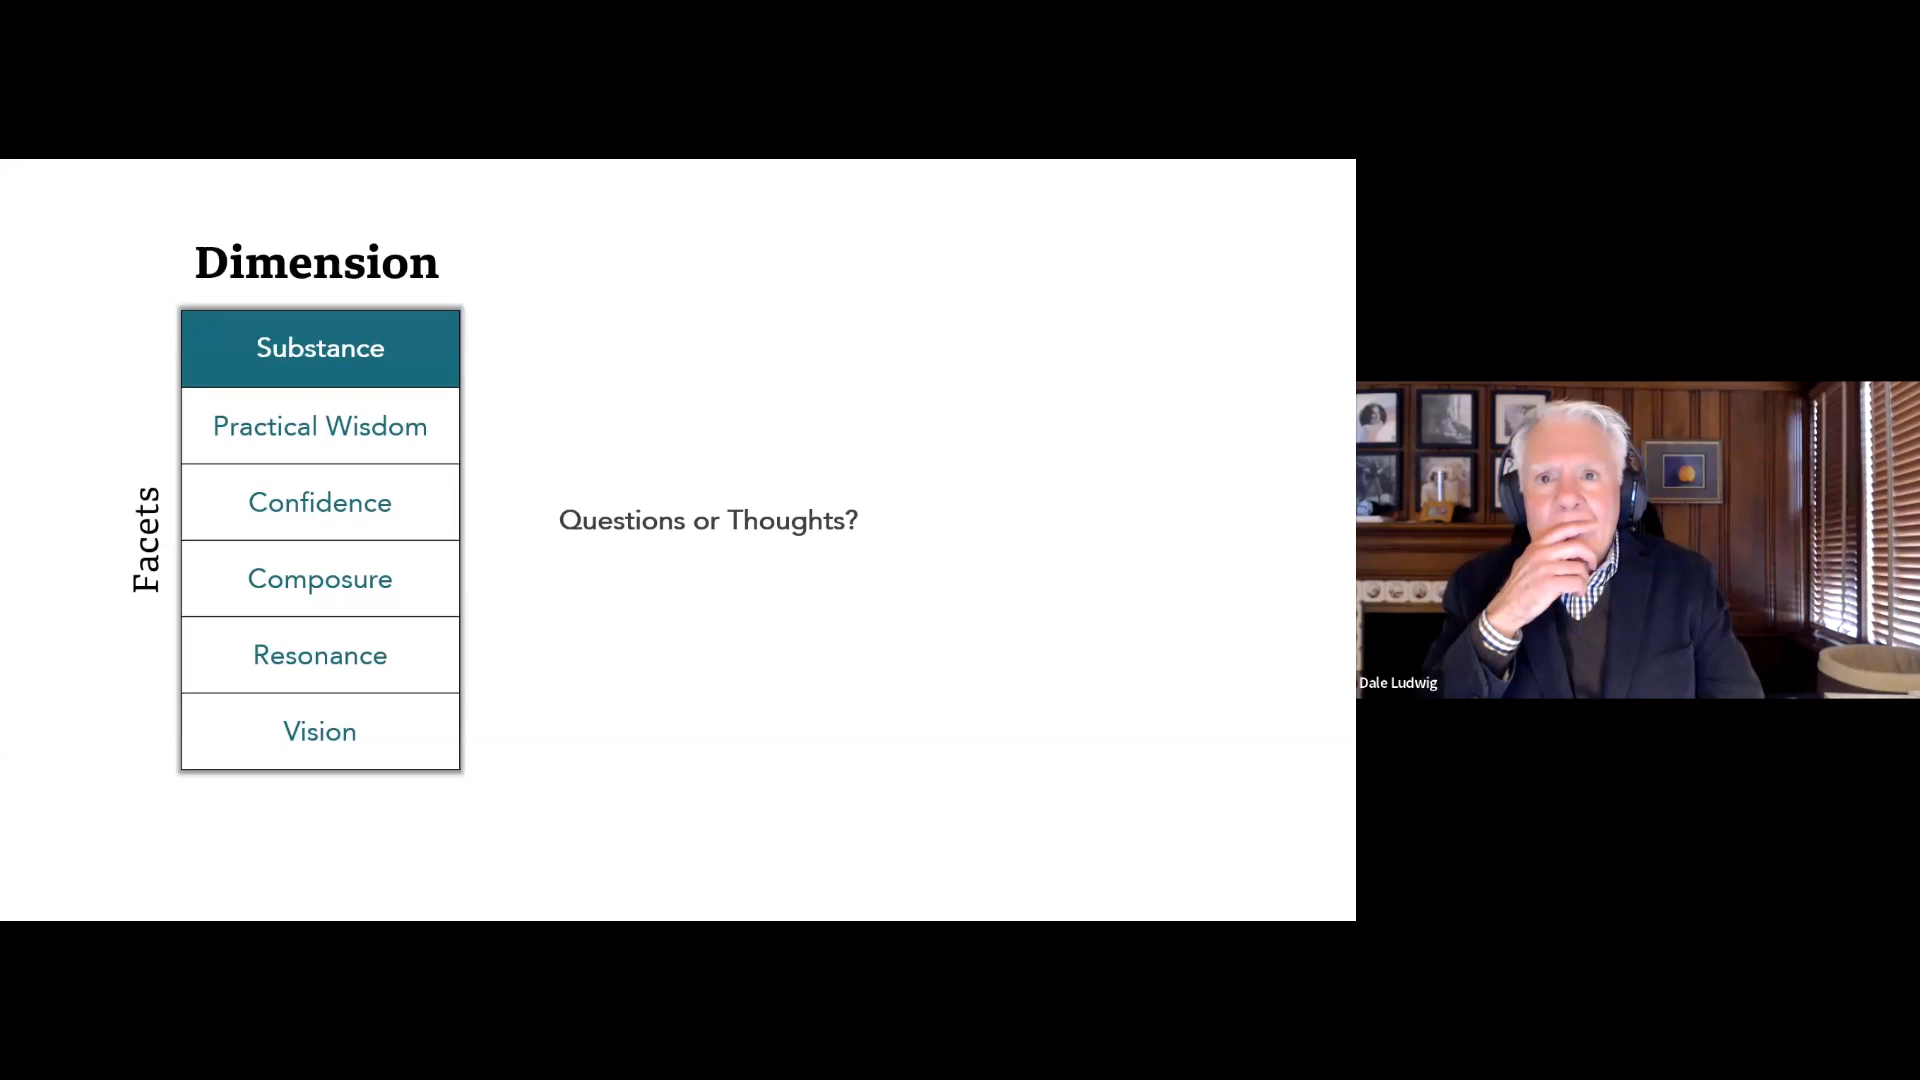 Dimension
Substance
Practical Wisdom
Confidence
Composure
Resonance
Vision
Facets
Questions or Thoughts?
Dale Ludwig